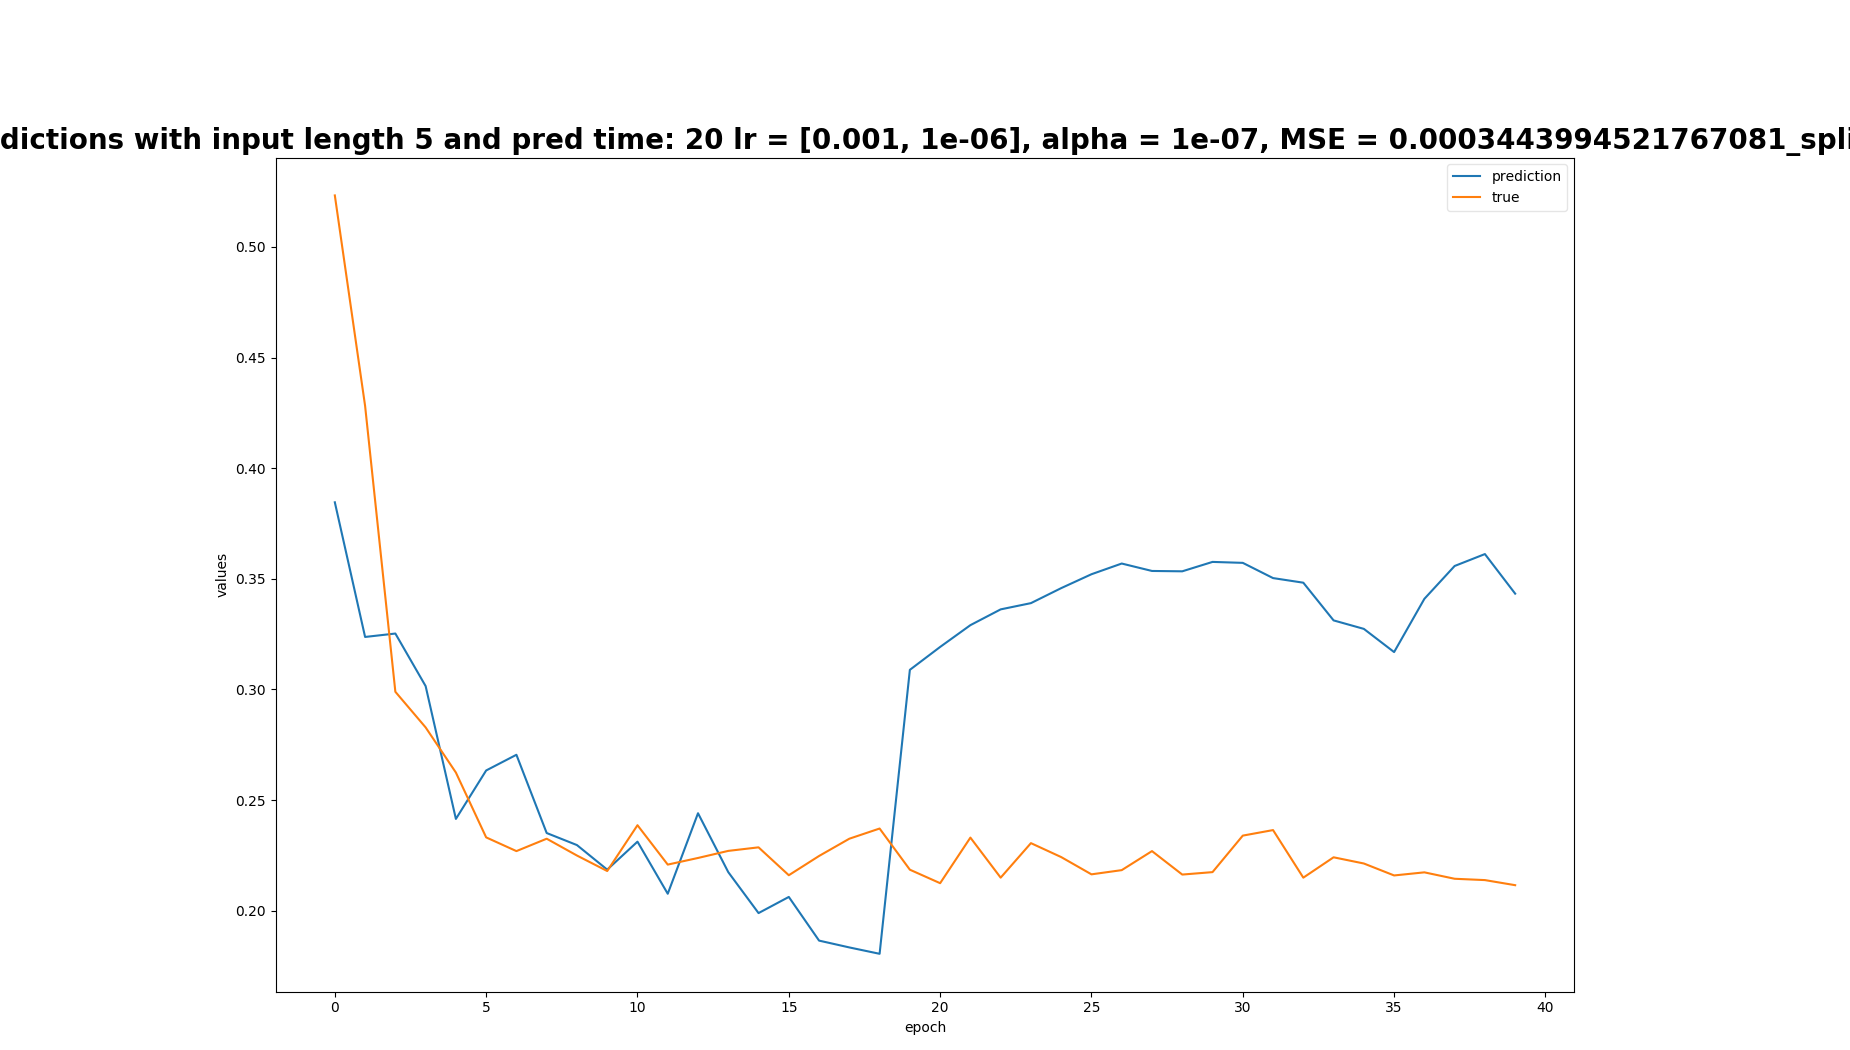 dictions with input length 5 and pred time: 20 lr = [0.001, 1e-06], alpha = 1e-07, MSE = 0.0003443994521767081_spli
prediction
true
0.50
0.45
0.40
0.35
0.30
0.25
0.20
values
0 5 10 15 20 25 30 35 40
epoch